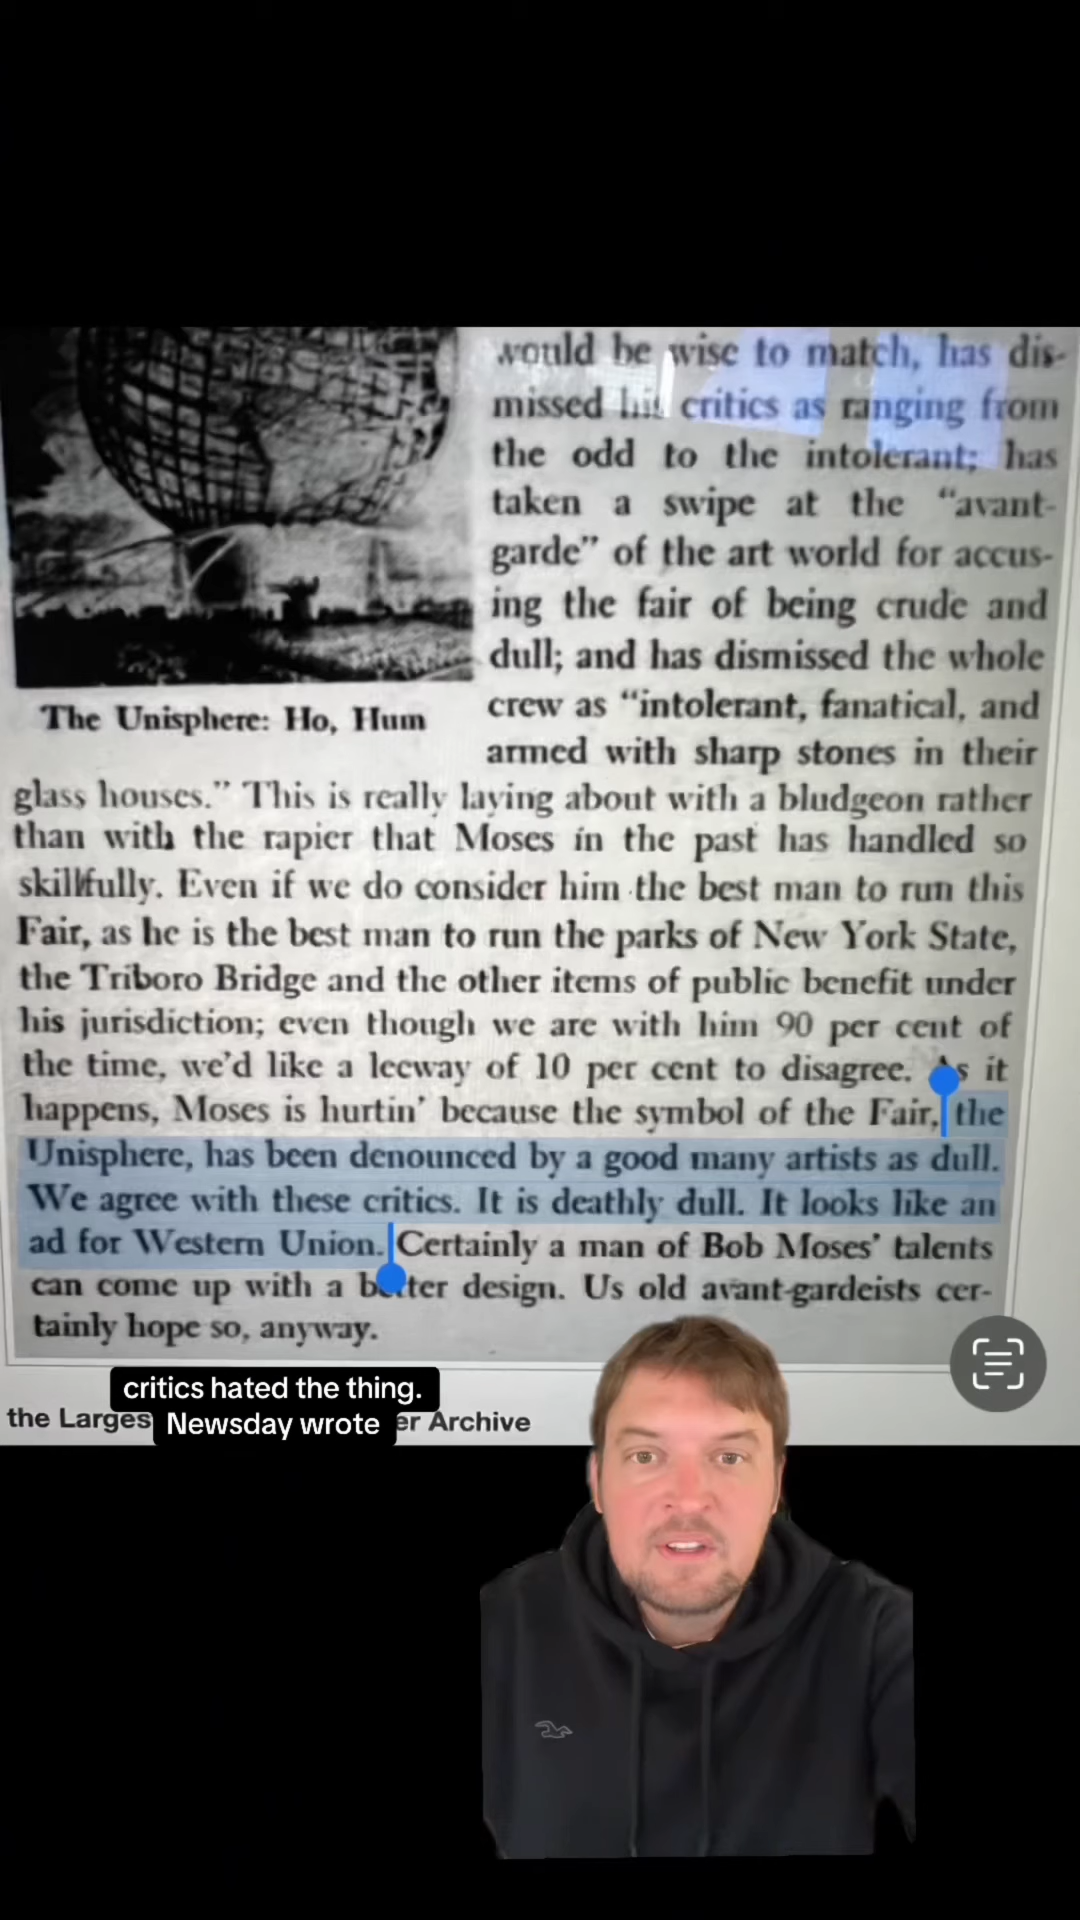 would be wise to match, has dis-
missed his critics as ranging from
the odd to the intolerant; has
taken a swipe at the "avant-
garde" of the art world for accus-
ing the fair of being crude and
dull; and has dismissed the whole
crew as "intolerant, fanatical, and
armed with sharp stones in their
The Unisphere: Ho, Hum
glass houses." This is really laying about with a bludgeon rather
than with the rapier that Moses in the past has handled so
skillfully. Even if we do consider him the best man to run this
Fair, as he is the best man to run the parks of New York State,
the Triboro Bridge and the other items of public benefit under
his jurisdiction; even though we are with him 90 per cent of
the time, we'd like a leeway of 10 per cent to disagree. As it
happens, Moses is hurtin' because the symbol of the Fair, the
Unisphere, has been denounced by a good many artists as dull.
We agree with these critics. It is deathly dull. It looks like an
ad for Western Union. Certainly a man of Bob Moses' talents
can come up with a better design. Us old avant-gardeists cer-
tainly hope so, anyway.
critics hated the thing.
Newsday wrote
the Larges er Archive